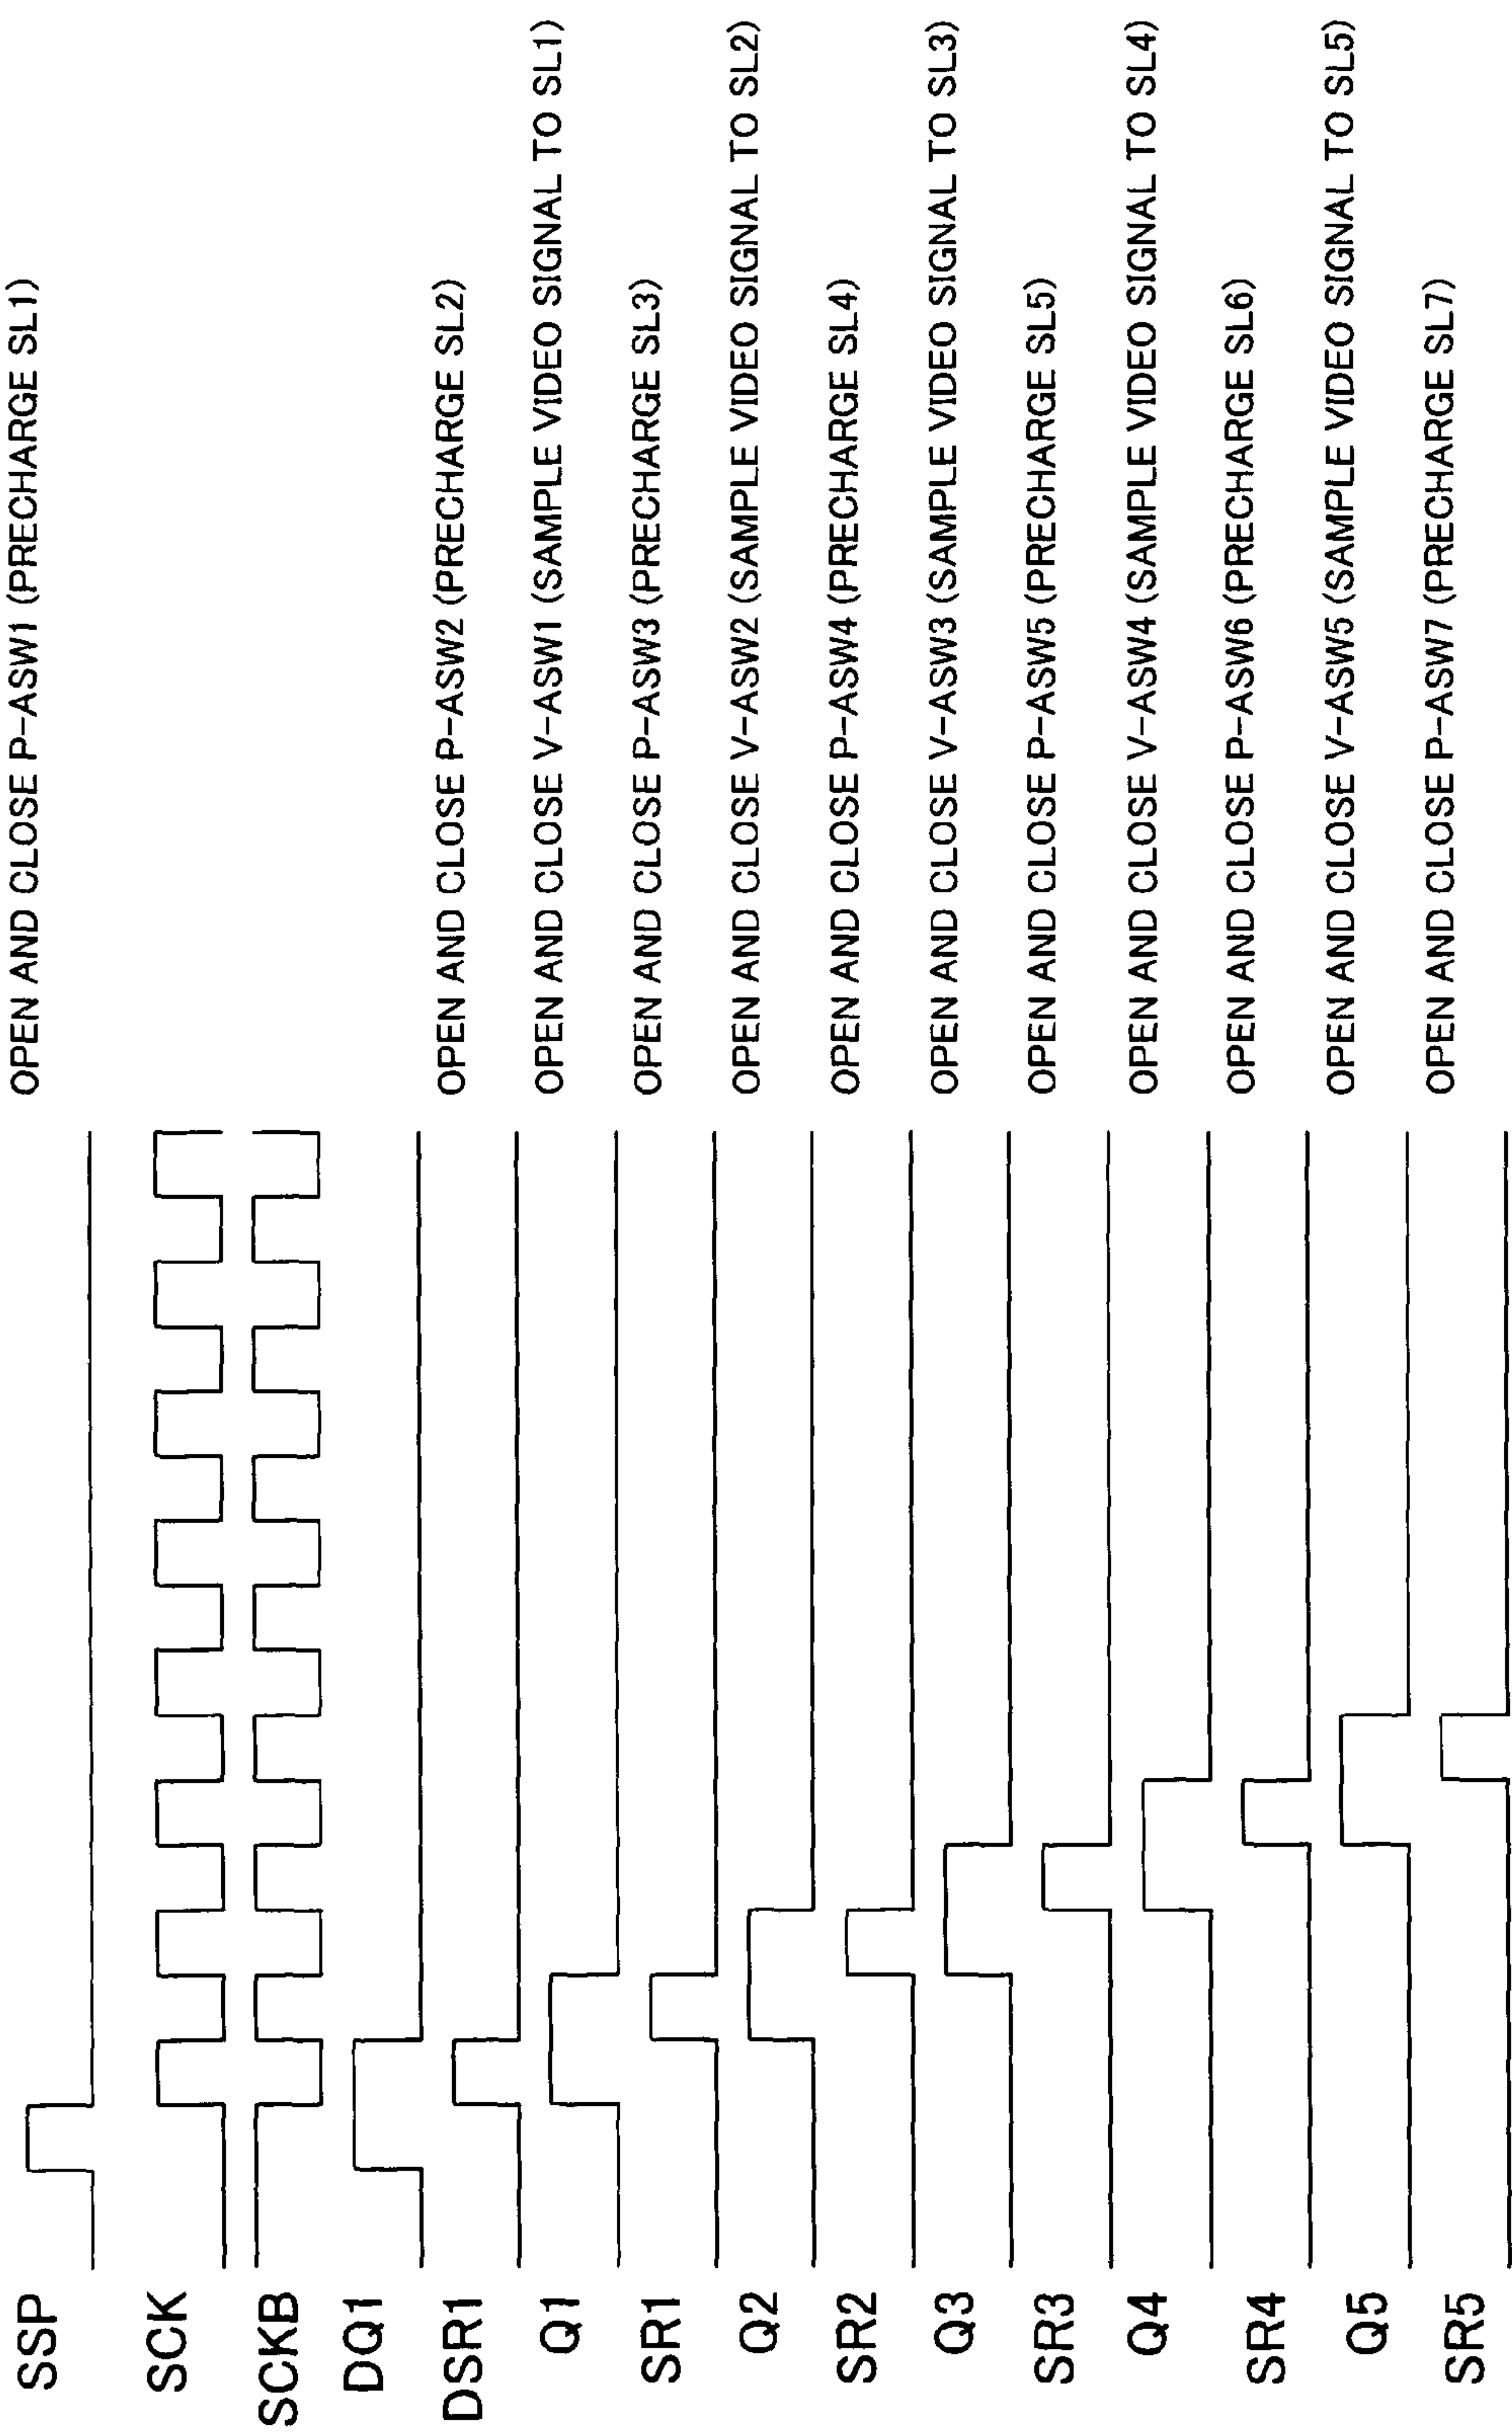 SSP OPEN AND CLOSE P-ASW1 (PRECHARGE SL1)
SCK
SCKB
DQ1
DSR1 OPEN AND CLOSE P-ASW2 (PRECHARGE SL2)
Q1 OPEN AND CLOSE V-ASW1 (SAMPLE VIDEO SIGNAL TO SL1)
SR1 OPEN AND CLOSE P-ASW3 (PRECHARGE SL3)
Q2 OPEN AND CLOSE V-ASW2 (SAMPLE VIDEO SIGNAL TO SL2)
SR2 OPEN AND CLOSE P-ASW4 (PRECHARGE SL4)
Q3 OPEN AND CLOSE V-ASW3 (SAMPLE VIDEO SIGNAL TO SL3)
SR3 OPEN AND CLOSE P-ASW5 (PRECHARGE SL5)
Q4 OPEN AND CLOSE V-ASW4 (SAMPLE VIDEO SIGNAL TO SL4)
SR4 OPEN AND CLOSE P-ASW6 (PRECHARGE SL6)
Q5 OPEN AND CLOSE V-ASW5 (SAMPLE VIDEO SIGNAL TO SL5)
SR5 OPEN AND CLOSE P-ASW7 (PRECHARGE SL7)